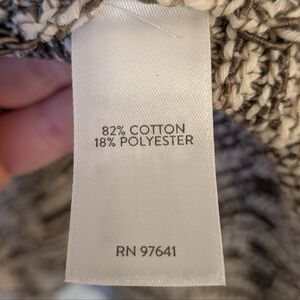 82% COTTON
18% POLYESTER
RN 97641